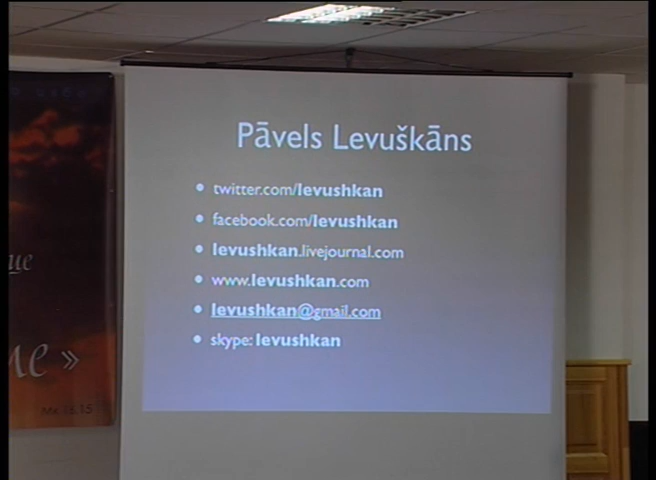 Pāvels Levuškāns
• twitter.com/levushkan
• facebook.com/levushkan
• levushkan.livejournal.com
• www.levushkan.com
• levushkan@gmail.com
• skype: levushkan
»